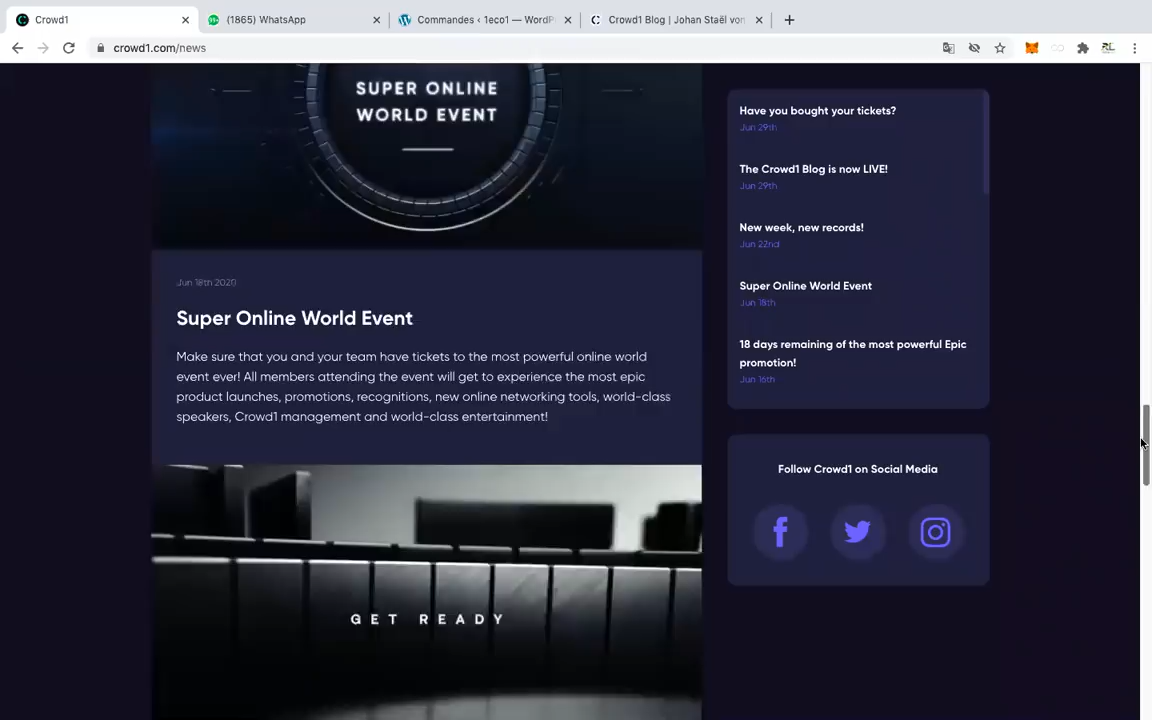 Crowd1
(1865) WhatsApp
Commandes ‹ 1eco1 — WordP
Crowd1 Blog | Johan Staël von
crowd1.com/news
SUPER ONLINE
WORLD EVENT
Jun 18th 2020
Super Online World Event
Make sure that you and your team have tickets to the most powerful online world
event ever! All members attending the event will get to experience the most epic
product launches, promotions, recognitions, new online networking tools, world-class
speakers, Crowd1 management and world-class entertainment!
GET READY
Have you bought your tickets?
Jun 29th
The Crowd1 Blog is now LIVE!
Jun 29th
New week, new records!
Jun 22nd
Super Online World Event
Jun 18th
18 days remaining of the most powerful Epic
promotion!
Jun 16th
Follow Crowd1 on Social Media